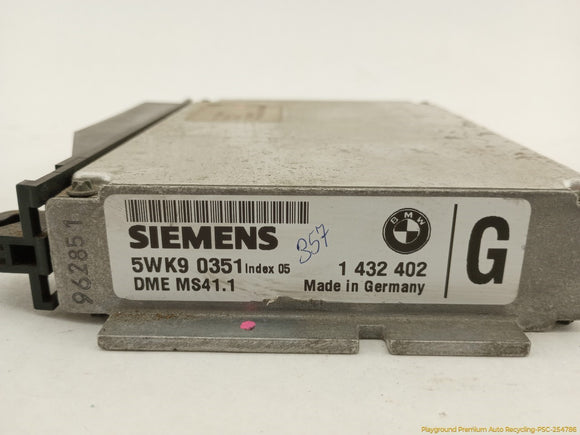 SIEMENS
357
BMW
5WK9 0351 Index 05
1 432 402
DME MS41.1
Made in Germany
G
962851
Playground Premium Auto Recycling-PSC-254786